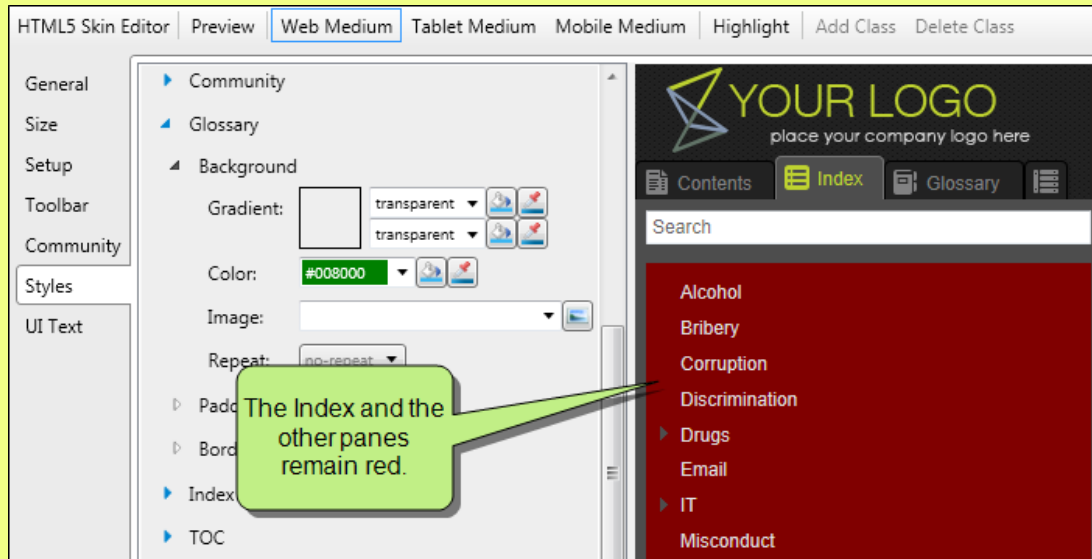 HTML5 Skin Editor Preview Web Medium Tablet Medium Mobile Medium Highlight Add Class Delete Class
General
Size
Setup
Toolbar
Community
Styles
UI Text
Community
Glossary
Background
Gradient:
transparent
transparent
Color:
#008000
Image:
Repeat:
no-repeat
Padd
Bord
Index
TOC
The Index and the
other panes
remain red.
YOUR LOGO
place your company logo here
Contents Index Glossary
Search
Alcohol
Bribery
Corruption
Discrimination
Drugs
Email
IT
Misconduct